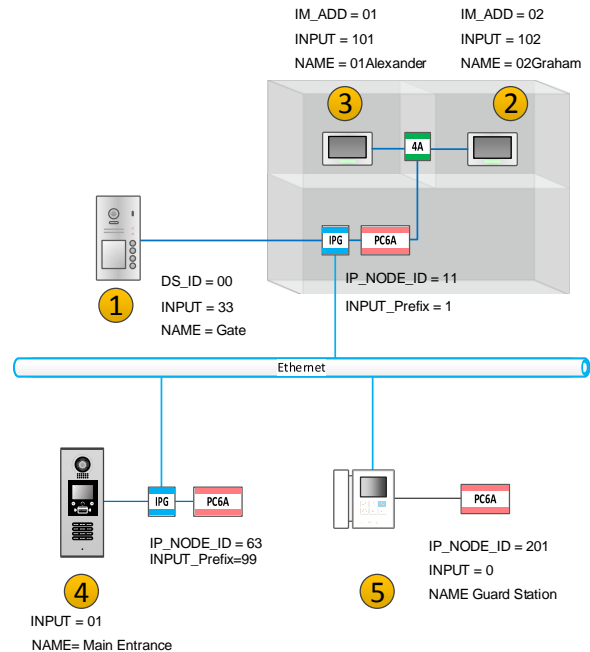 IM_ADD = 01
INPUT = 101
NAME = 01Alexander
IM_ADD = 02
INPUT = 102
NAME = 02Graham
3
2
4A
IPG
PC6A
1
DS_ID = 00
INPUT = 33
NAME = Gate
IP_NODE_ID = 11
INPUT_Prefix = 1
Ethernet
IPG
PC6A
IP_NODE_ID = 63
INPUT_Prefix=99
4
INPUT = 01
NAME= Main Entrance
PC6A
5
IP_NODE_ID = 201
INPUT = 0
NAME Guard Station